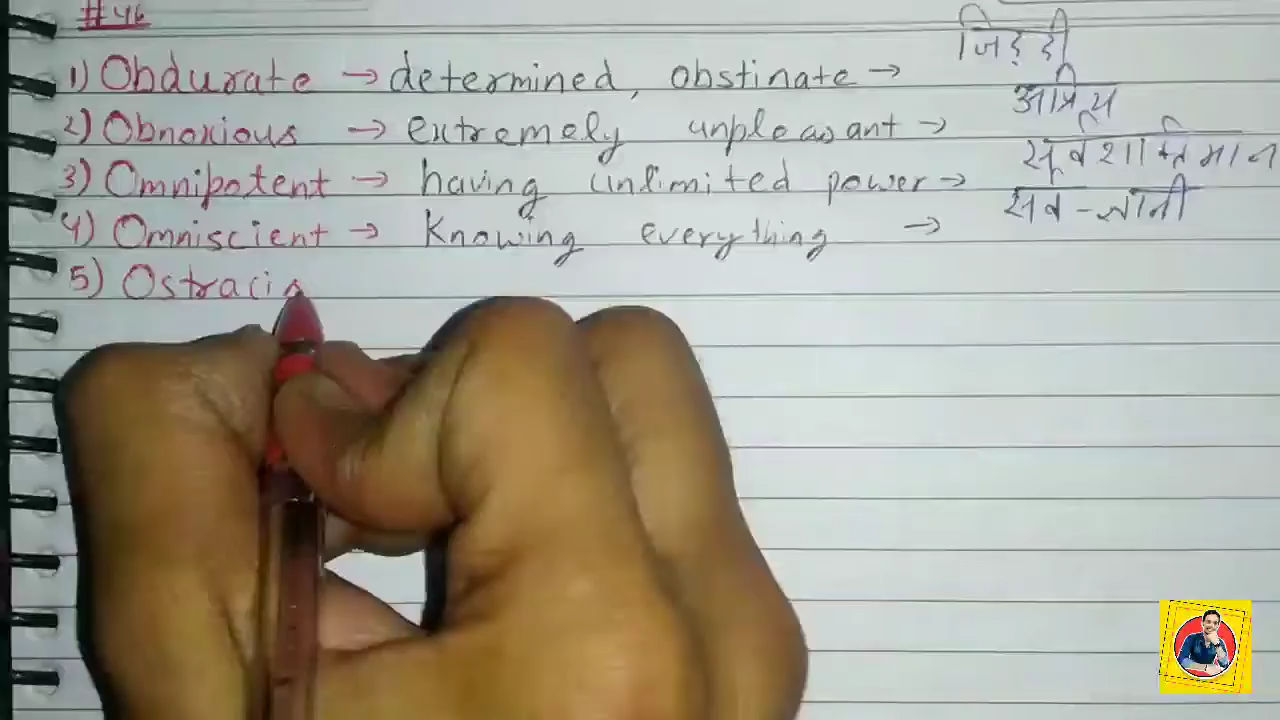 #46
1) Obdurate → determined, obstinate → जिद्दी
2) Obnoxious → extremely unpleasant → अप्रिय
3) Omnipotent → having unlimited power → सर्वशक्तिमान
4) Omniscient → Knowing everything → सर्व-ज्ञानी
5) Ostracis